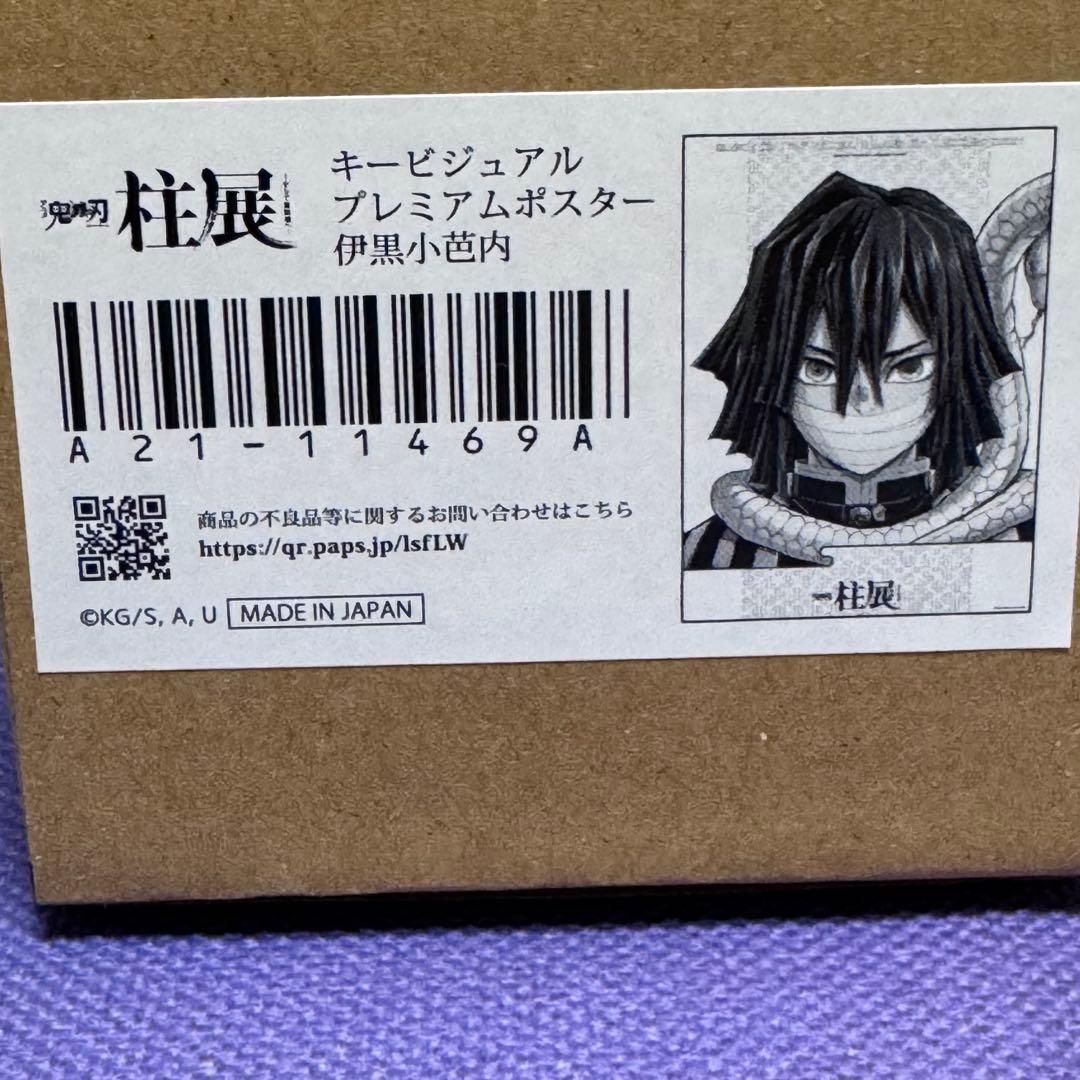 鬼滅の刃 柱展
キービジュアル
プレミアムポスター
伊黒小芭内
A21-11469A
商品の不良品等に関するお問い合わせはこちら
https://qr.paps.jp/lsfLW
©KG/S, A, U MADE IN JAPAN
柱展